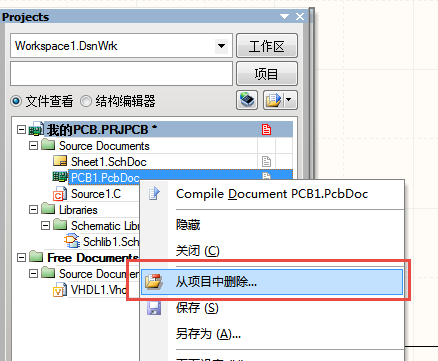 Projects
Workspace1.DsnWrk
工作区
项目
文件查看
结构编辑器
我的PCB.PRJPCB *
Source Documents
Sheet1.SchDoc
PCB1.PcbDoc
Source1.C
Libraries
Schematic Lib
Schlib1.Sch
Free Documents
Source Documen
VHDL1.Vhd
Compile Document PCB1.PcbDoc
隐藏
关闭 (C)
从项目中删除...
保存 (S)
另存为 (A)...